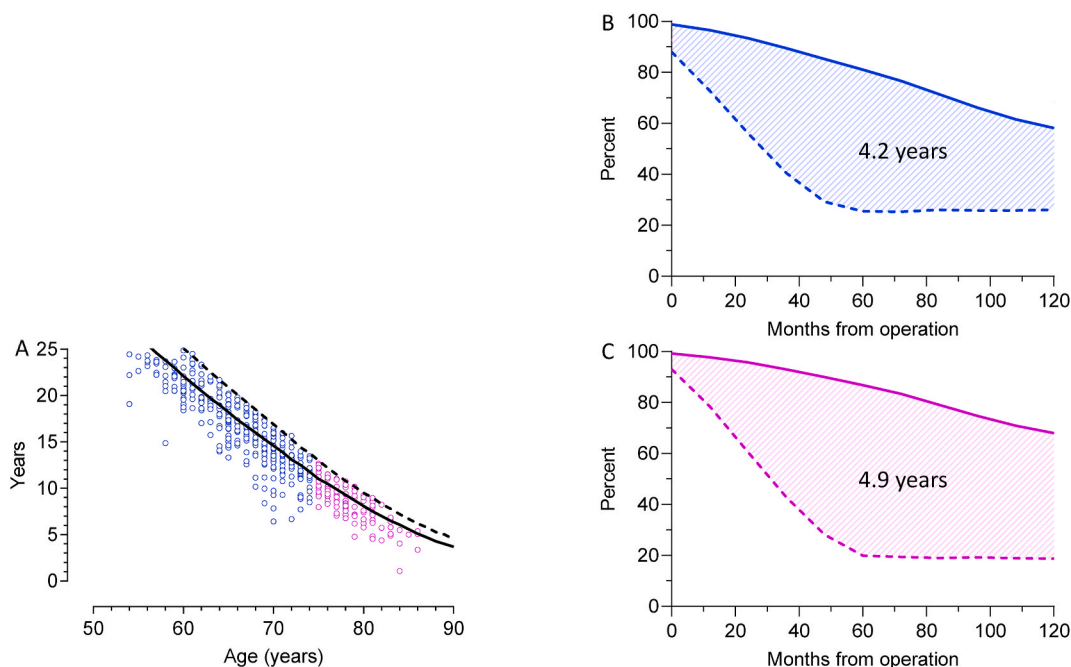 A
25
20
15
10
5
0
Years
50 60 70 80 90
Age (years)
B
100
80
60
40
20
0
Percent
4.2 years
0 20 40 60 80 100 120
Months from operation
C
100
80
60
40
20
0
Percent
4.9 years
0 20 40 60 80 100 120
Months from operation